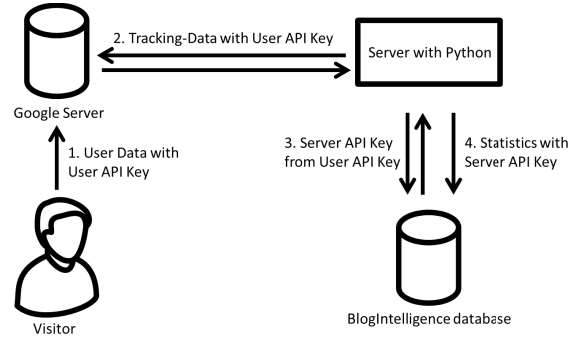 2. Tracking-Data with User API Key
Server with Python
Google Server
1. User Data with
User API Key
3. Server API Key
from User API Key
4. Statistics with
Server API Key
Visitor
BlogIntelligence database